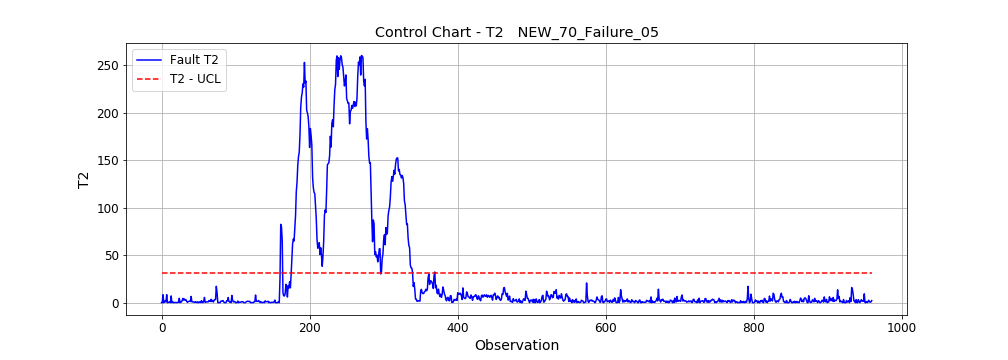 Control Chart - T2   NEW_70_Failure_05
Fault T2
T2 - UCL
250
200
150
100
50
0
T2
0 200 400 600 800 1000
Observation